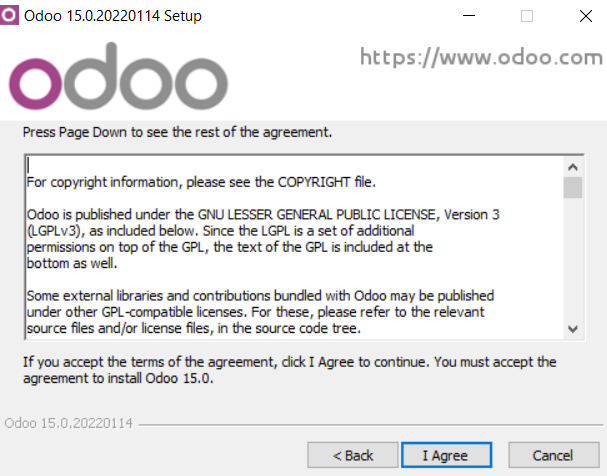 Odoo 15.0.20220114 Setup
odoo
https://www.odoo.com
Press Page Down to see the rest of the agreement.
For copyright information, please see the COPYRIGHT file.
Odoo is published under the GNU LESSER GENERAL PUBLIC LICENSE, Version 3
(LGPLv3), as included below. Since the LGPL is a set of additional
permissions on top of the GPL, the text of the GPL is included at the
bottom as well.
Some external libraries and contributions bundled with Odoo may be published
under other GPL-compatible licenses. For these, please refer to the relevant
source files and/or license files, in the source code tree.
If you accept the terms of the agreement, click I Agree to continue. You must accept the
agreement to install Odoo 15.0.
Odoo 15.0.20220114
< Back
I Agree
Cancel